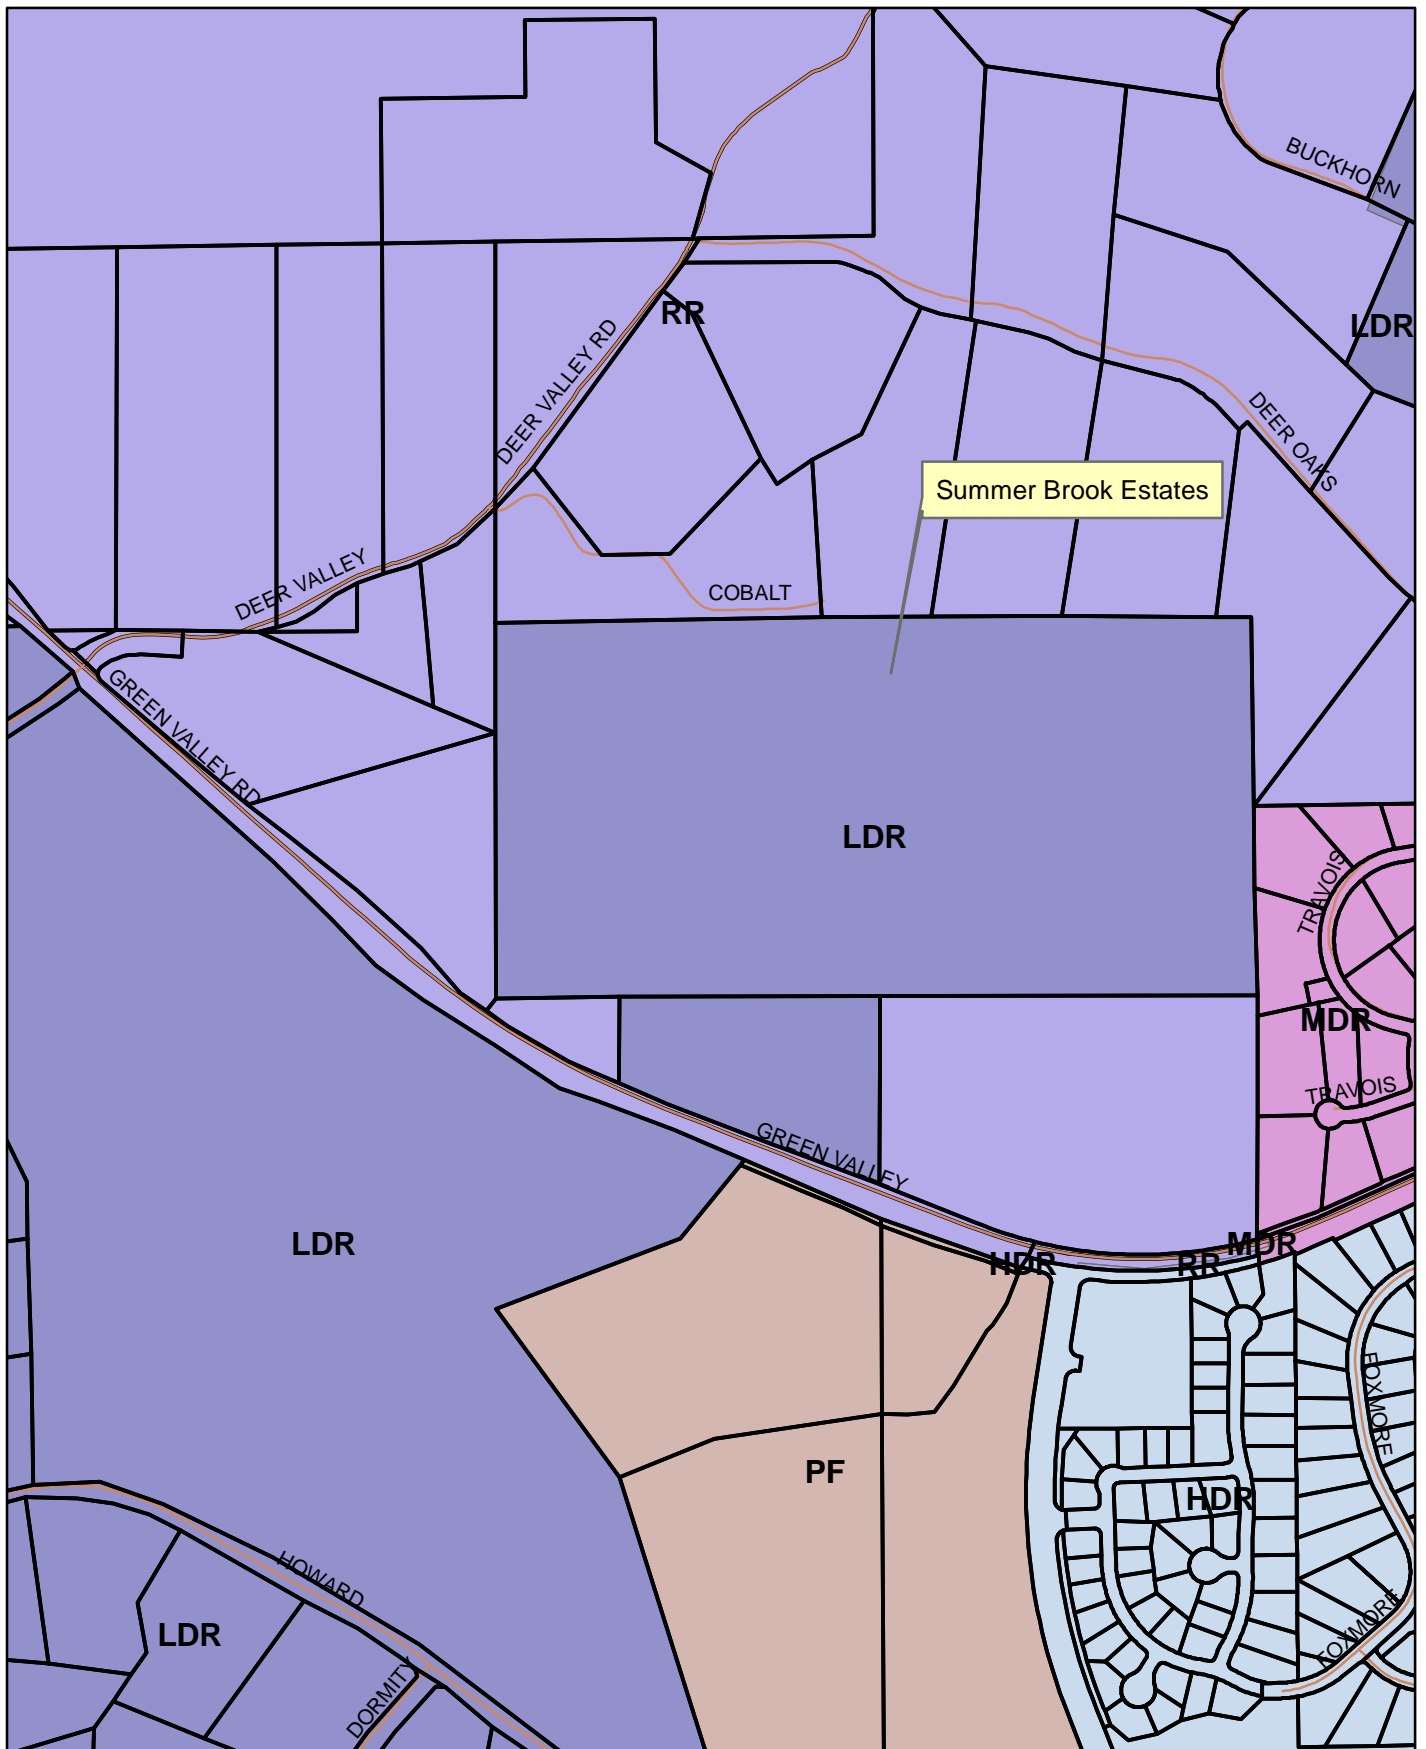 BUCKHORN
RR
LDR
DEER VALLEY RD
DEER OAKS
Summer Brook Estates
DEER VALLEY
COBALT
GREEN VALLEY RD
LDR
TRAVOIS
MDR
TRAVOIS
GREEN VALLEY
LDR
MDR
HDR
RR
FOXMORE
PF
HDR
HOWARD
FOXMORE
LDR
DORMITY